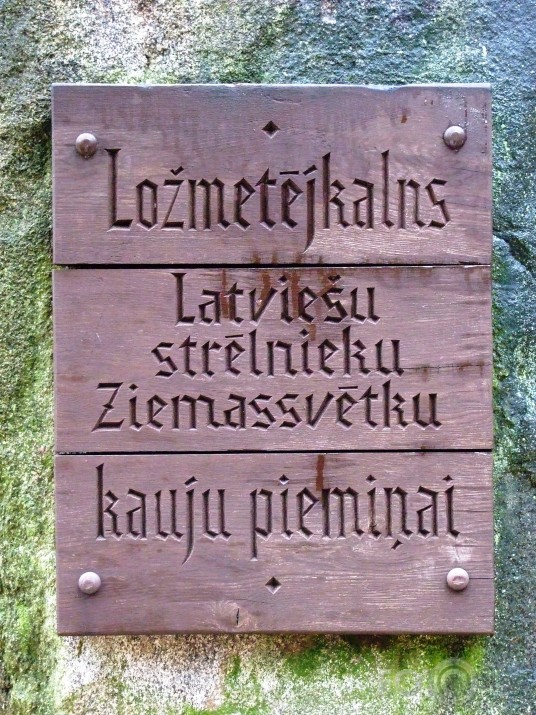 Ložmetējkalns
Latviešu
strēlnieku
Ziemassvētku
kauju piemiņai